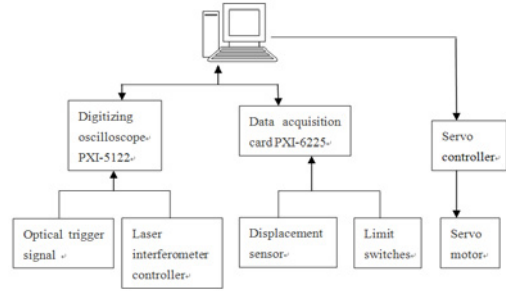 Digitizing
oscilloscope
PXI-5122
Data acquisition
card PXI-6225
Servo
controller
Optical trigger
signal
Laser
interferometer
controller
Displacement
sensor
Limit
switches
Servo
motor